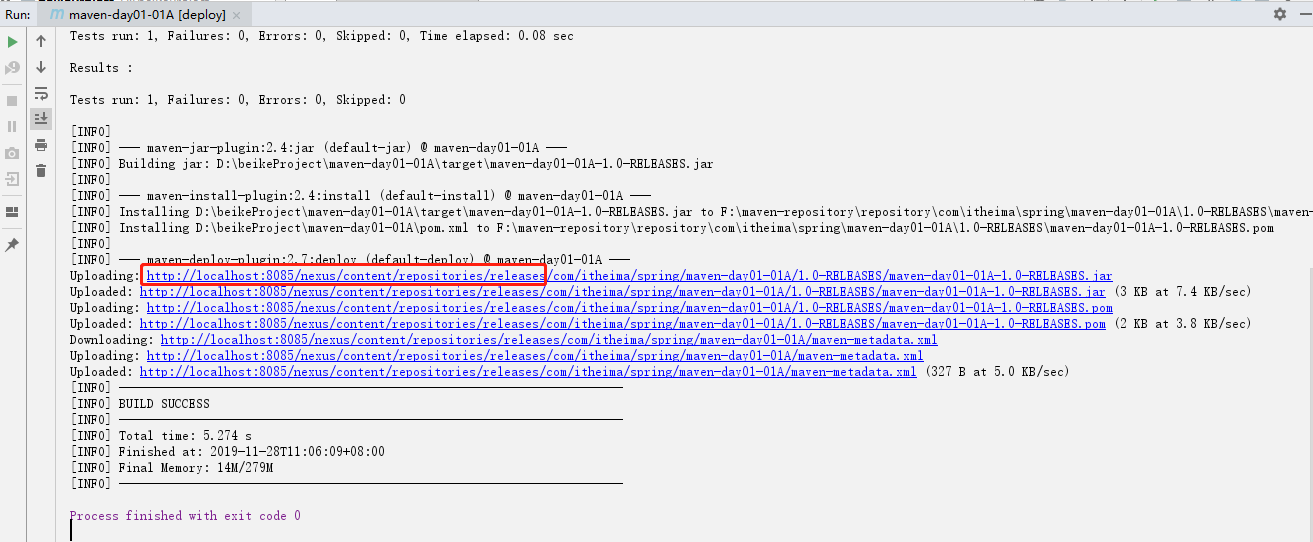 Run: maven-day01-01A [deploy]
Tests run: 1, Failures: 0, Errors: 0, Skipped: 0, Time elapsed: 0.08 sec
Results :
Tests run: 1, Failures: 0, Errors: 0, Skipped: 0
[INFO]
[INFO] --- maven-jar-plugin:2.4:jar (default-jar) @ maven-day01-01A ---
[INFO] Building jar: D:\beikeProject\maven-day01-01A\target\maven-day01-01A-1.0-RELEASES.jar
[INFO]
[INFO] --- maven-install-plugin:2.4:install (default-install) @ maven-day01-01A ---
[INFO] Installing D:\beikeProject\maven-day01-01A\target\maven-day01-01A-1.0-RELEASES.jar to F:\maven-repository\repository\com\itheima\spring\maven-day01-01A\1.0-RELEASES\maven-
[INFO] Installing D:\beikeProject\maven-day01-01A\pom.xml to F:\maven-repository\repository\com\itheima\spring\maven-day01-01A\1.0-RELEASES\maven-day01-01A-1.0-RELEASES.pom
[INFO]
[INFO] --- maven-deploy-plugin:2.7:deploy (default-deploy) @ maven-day01-01A ---
Uploading: http://localhost:8085/nexus/content/repositories/releases/com/itheima/spring/maven-day01-01A/1.0-RELEASES/maven-day01-01A-1.0-RELEASES.jar
Uploaded: http://localhost:8085/nexus/content/repositories/releases/com/itheima/spring/maven-day01-01A/1.0-RELEASES/maven-day01-01A-1.0-RELEASES.jar (3 KB at 7.4 KB/sec)
Uploading: http://localhost:8085/nexus/content/repositories/releases/com/itheima/spring/maven-day01-01A/1.0-RELEASES/maven-day01-01A-1.0-RELEASES.pom
Uploaded: http://localhost:8085/nexus/content/repositories/releases/com/itheima/spring/maven-day01-01A/1.0-RELEASES/maven-day01-01A-1.0-RELEASES.pom (2 KB at 3.8 KB/sec)
Downloading: http://localhost:8085/nexus/content/repositories/releases/com/itheima/spring/maven-day01-01A/maven-metadata.xml
Uploading: http://localhost:8085/nexus/content/repositories/releases/com/itheima/spring/maven-day01-01A/maven-metadata.xml
Uploaded: http://localhost:8085/nexus/content/repositories/releases/com/itheima/spring/maven-day01-01A/maven-metadata.xml (327 B at 5.0 KB/sec)
[INFO] ------------------------------------------------------------------------
[INFO] BUILD SUCCESS
[INFO] ------------------------------------------------------------------------
[INFO] Total time: 5.274 s
[INFO] Finished at: 2019-11-28T11:06:09+08:00
[INFO] Final Memory: 14M/279M
[INFO] ------------------------------------------------------------------------
Process finished with exit code 0